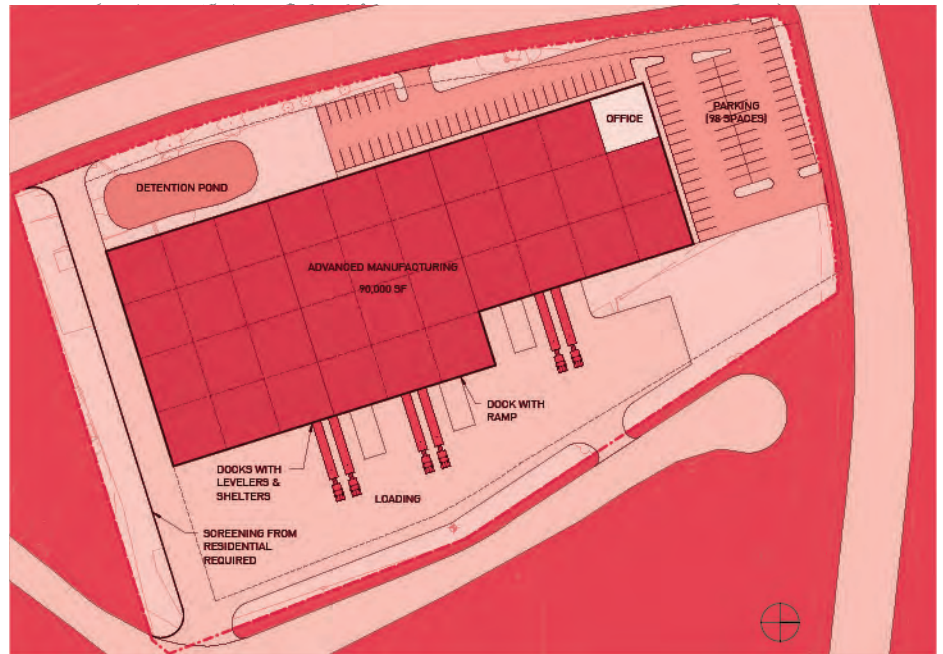 OFFICE
PARKING
(98 SPACES)
DETENTION POND
ADVANCED MANUFACTURING
90,000 SF
DOCK WITH
RAMP
DOCKS WITH
LEVELERS &
SHELTERS
LOADING
SCREENING FROM
RESIDENTIAL
REQUIRED